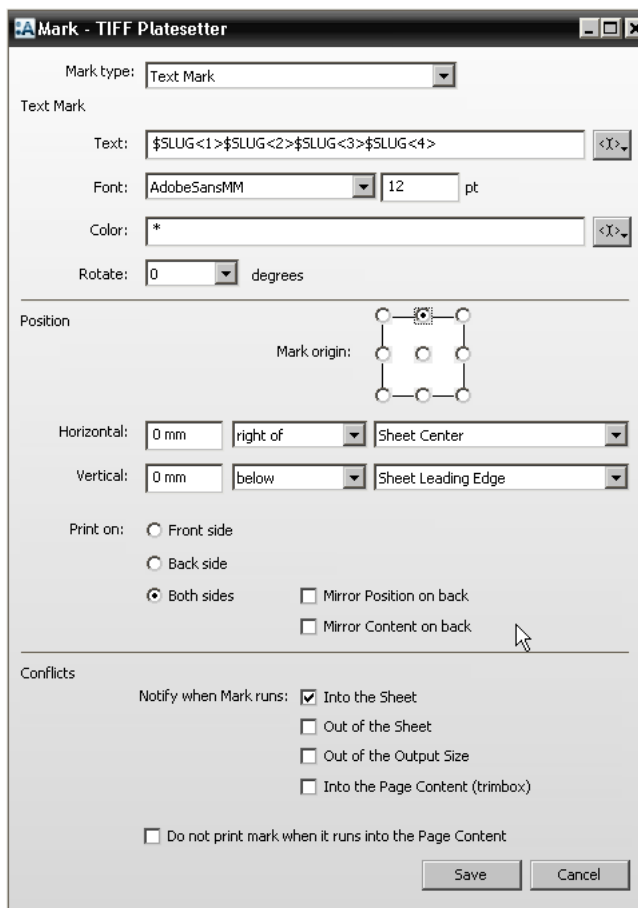 Mark - TIFF Platesetter
Mark type: Text Mark
Text Mark
Text: $SLUG<1>$SLUG<2>$SLUG<3>$SLUG<4>
Font: AdobeSansMM 12 pt
Color: *
Rotate: 0 degrees
Position
Mark origin:
Horizontal: 0 mm right of Sheet Center
Vertical: 0 mm below Sheet Leading Edge
Print on: Front side
Back side
Both sides Mirror Position on back
Mirror Content on back
Conflicts
Notify when Mark runs: Into the Sheet
Out of the Sheet
Out of the Output Size
Into the Page Content (trimbox)
Do not print mark when it runs into the Page Content
Save Cancel